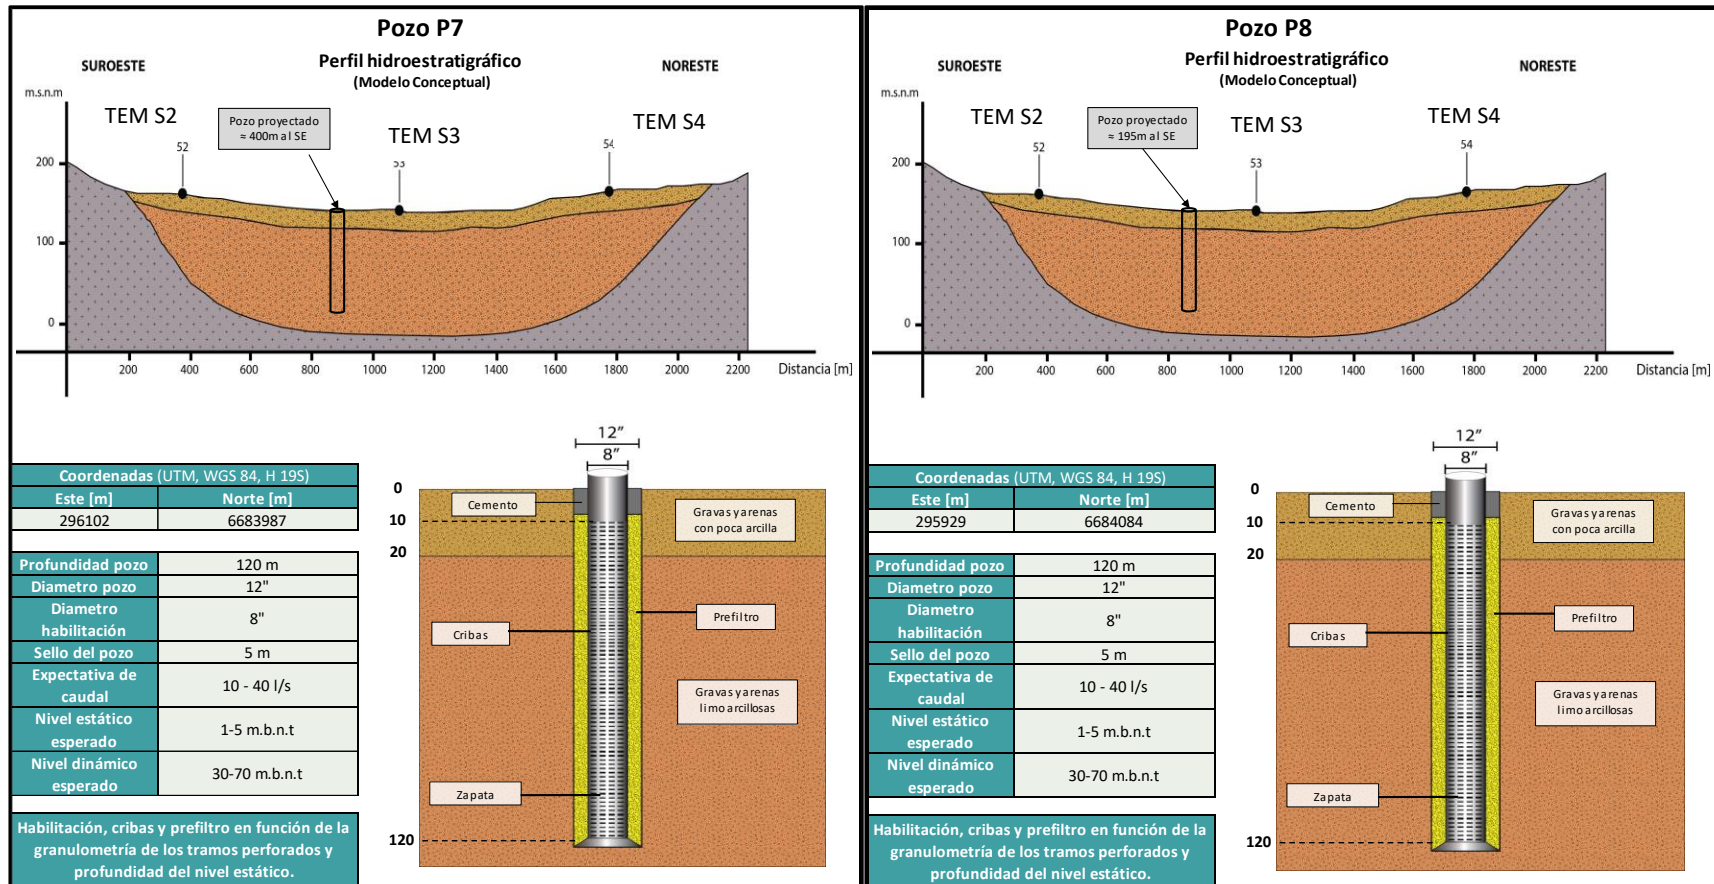 Pozo P7
Perfil hidroestratigráfico
(Modelo Conceptual)
SUROESTE
NORESTE
m.s.n.m
TEM S2
Pozo proyectado
≈ 400m al SE
TEM S3
TEM S4
52
53
54
200
100
0
200
400
600
800
1000
1200
1400
1600
1800
2000
2200
Distancia [m]
Coordenadas (UTM, WGS 84, H 19S)
Este [m] Norte [m]
296102 6683987
Profundidad pozo 120 m
Diametro pozo 12"
Diametro
habilitación
8"
Sello del pozo 5 m
Expectativa de
caudal
10 - 40 l/s
Nivel estático
esperado
1-5 m.b.n.t
Nivel dinámico
esperado
30-70 m.b.n.t
Habilitación, cribas y prefiltro en función de la
granulometría de los tramos perforados y
profundidad del nivel estático.
12”
8”
0
10
20
120
Cemento
Gravas y arenas
con poca arcilla
Prefiltro
Cribas
Gravas y arenas
limo arcillosas
Zapata
Pozo P8
Perfil hidroestratigráfico
(Modelo Conceptual)
SUROESTE
NORESTE
m.s.n.m
TEM S2
Pozo proyectado
≈ 195m al SE
TEM S3
TEM S4
52
53
54
200
100
0
200
400
600
800
1000
1200
1400
1600
1800
2000
2200
Distancia [m]
Coordenadas (UTM, WGS 84, H 19S)
Este [m] Norte [m]
295929 6684084
Profundidad pozo 120 m
Diametro pozo 12"
Diametro
habilitación
8"
Sello del pozo 5 m
Expectativa de
caudal
10 - 40 l/s
Nivel estático
esperado
1-5 m.b.n.t
Nivel dinámico
esperado
30-70 m.b.n.t
Habilitación, cribas y prefiltro en función de la
granulometría de los tramos perforados y
profundidad del nivel estático.
12”
8”
0
10
20
120
Cemento
Gravas y arenas
con poca arcilla
Prefiltro
Cribas
Gravas y arenas
limo arcillosas
Zapata